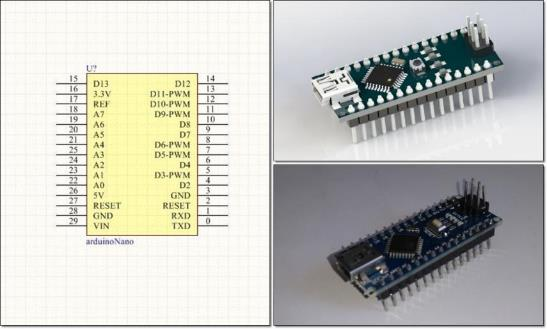 U?
15 D13 D12 14
16 3.3V D11-PWM 13
17 REF D10-PWM 12
18 A7 D9-PWM 11
19 A6 D8 10
20 A5 D7 9
21 A4 D6-PWM 8
25 A3 D5-PWM 7
24 A2 D4 6
23 A1 D3-PWM 5
22 A0 D2 4
26 5V GND 3
27 RESET RESET 2
28 GND RXD 1
29 VIN TXD 0
arduinoNano